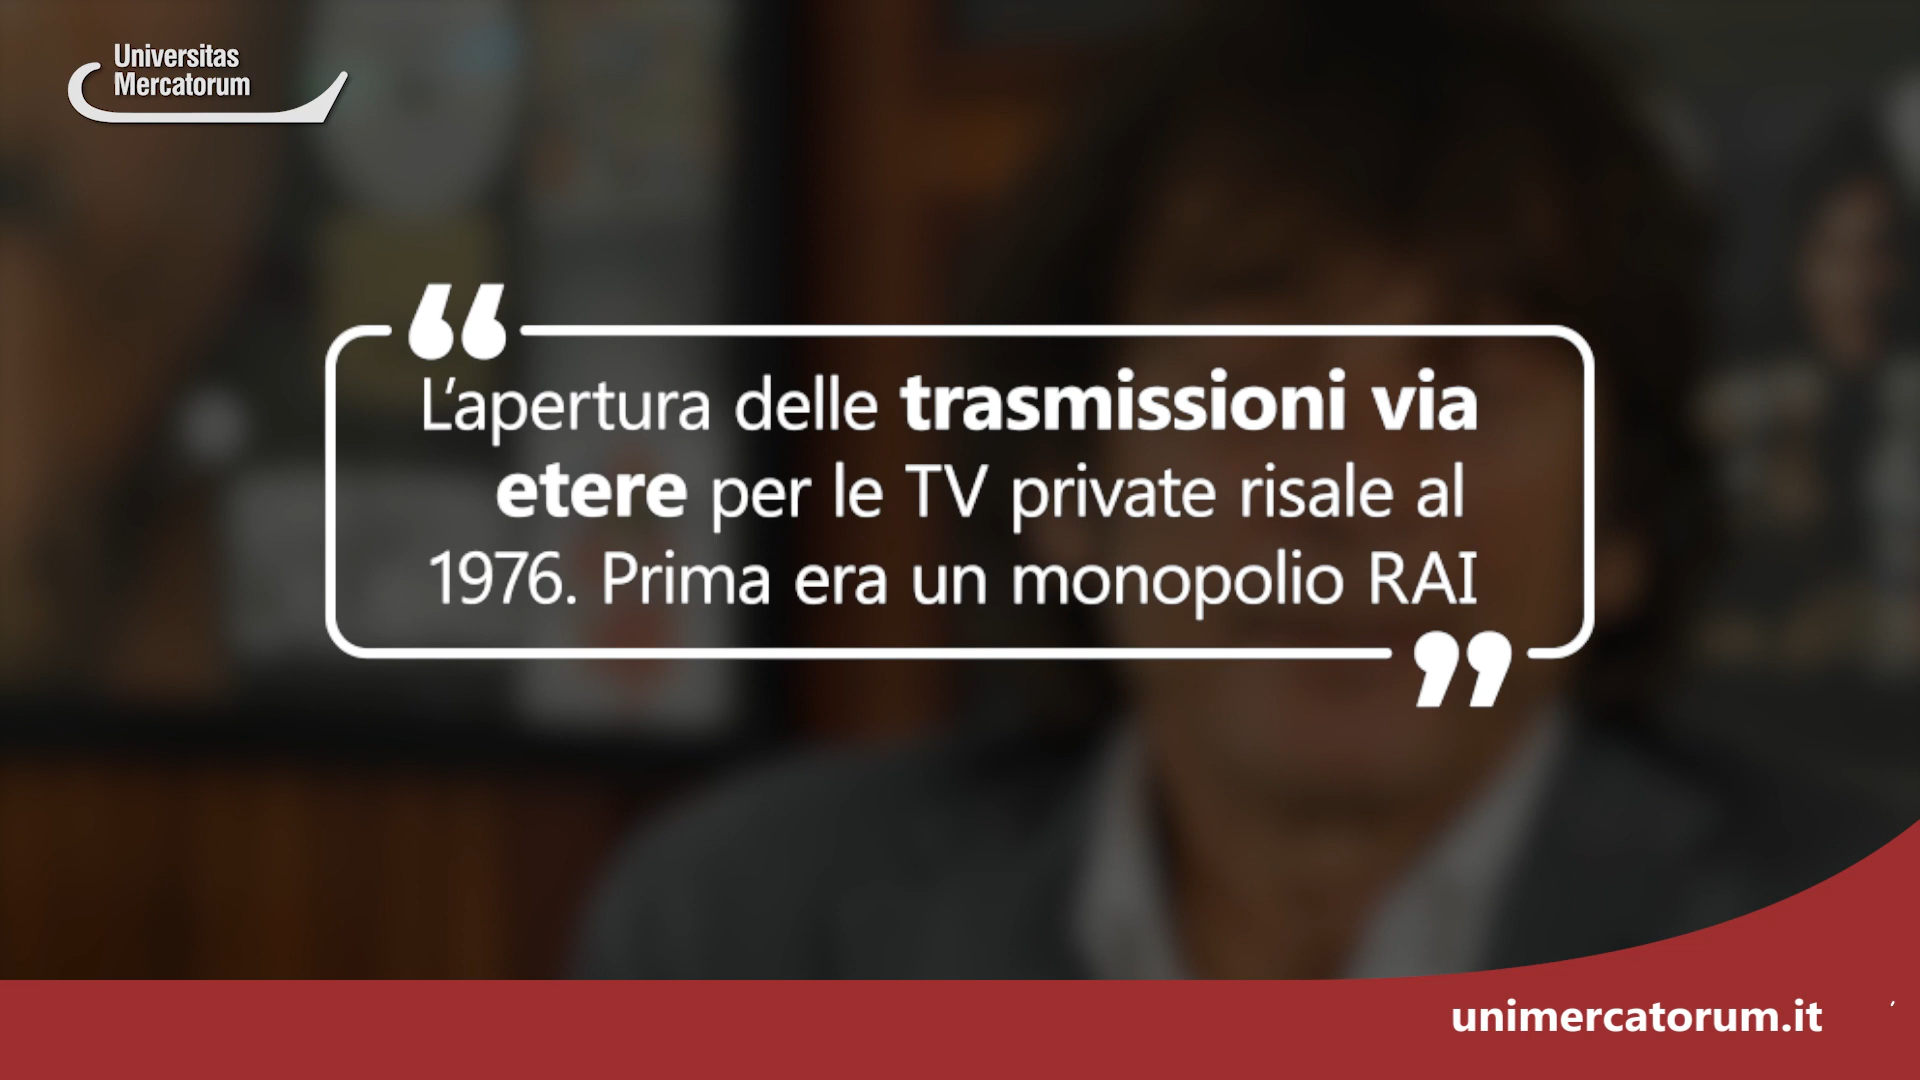 Universitas
Mercatorum
“
L’apertura delle trasmissioni via
etere per le TV private risale al
1976. Prima era un monopolio RAI
”
unimercatorum.it